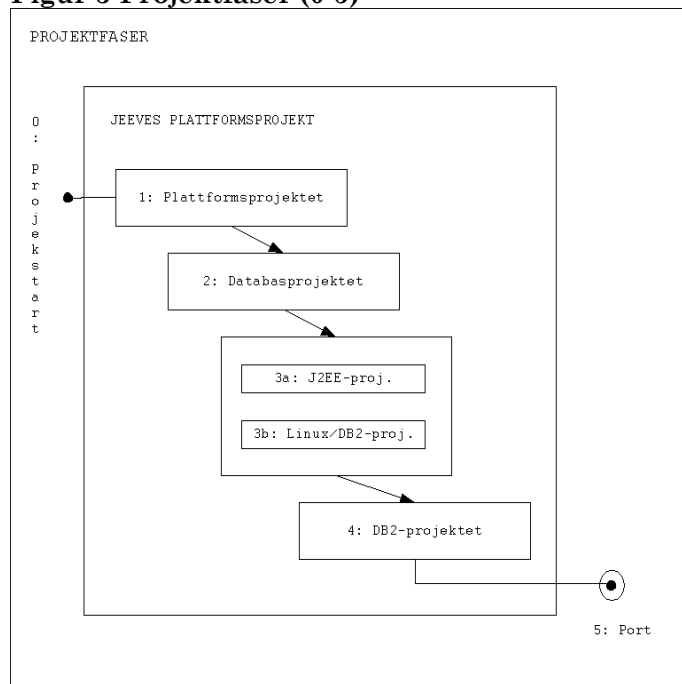 Figur 3 Projektfaser (0-5)
PROJEKTFASER
0: Projekstart
JEEVES PLATTFORMSPROJEKT
1: Plattformsprojektet
2: Databasprojektet
3a: J2EE-proj.
3b: Linux/DB2-proj.
4: DB2-projektet
5: Port